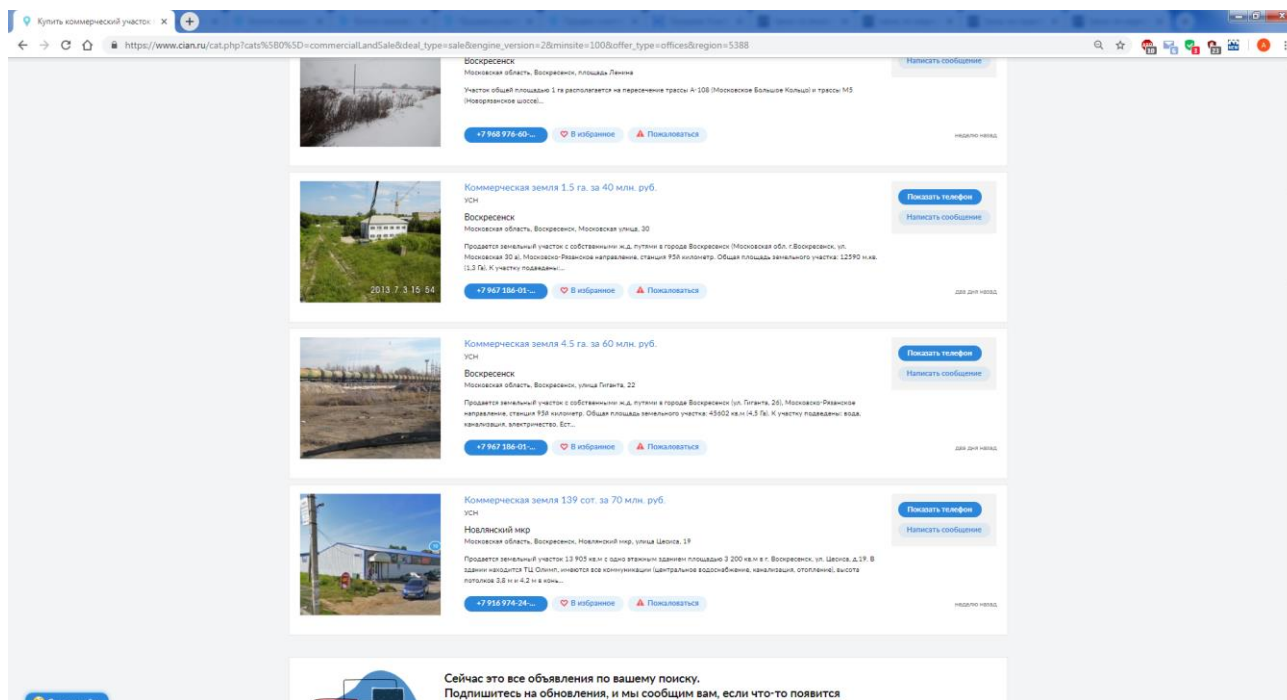 Купить коммерческий участок
https://www.cian.ru/cat.php?cats%5B0%5D=commercialLandSale&deal_type=sale&engine_version=2&minsite=100&offer_type=offices&region=5388
Воскресенск
Написать сообщение
Московская область, Воскресенск, площадь Ленина
Участок общей площадью 1 га располагается на пересечение трассы А-108 (Московское Большое Кольцо) и трассы М5
(Новорязанское шоссе)...
+7 968 976-60-...
В избранное
Пожаловаться
неделю назад
Коммерческая земля 1.5 га. за 40 млн. руб.
УСН
Показать телефон
Воскресенск
Написать сообщение
Московская область, Воскресенск, Московская улица, 30
Продается земельный участок с собственными ж.д. путями в городе Воскресенск (Московская обл. г.Воскресенск, ул.
Московская 30 а), Московско-Рязанское направление, станция 95й километр. Общая площадь земельного участка: 12590 м.кв.
(1,3 Га). К участку подведены:...
2013. 7. 3 15:54
+7 967 186-01-...
В избранное
Пожаловаться
два дня назад
Коммерческая земля 4.5 га. за 60 млн. руб.
УСН
Показать телефон
Воскресенск
Написать сообщение
Московская область, Воскресенск, улица Гиганта, 22
Продается земельный участок с собственными ж.д. путями в городе Воскресенск (ул. Гиганта, 26), Московско-Рязанское
направление, станция 95й километр. Общая площадь земельного участка: 45602 кв.м (4,5 Га). К участку подведены: вода,
канализация, электричество, Ест...
+7 967 186-01-...
В избранное
Пожаловаться
два дня назад
Коммерческая земля 139 сот. за 70 млн. руб.
УСН
Показать телефон
Новлянский мкр
Написать сообщение
Московская область, Воскресенск, Новлянский мкр, улица Цесиса, 19
Продается земельный участок 13 905 кв.м с одно этажным зданием площадью 3 200 кв.м в г. Воскресенск, ул. Цесиса, д.19. В
здании находится ТЦ Олимп, имеются все коммуникации (центральное водоснабжение, канализация, отопление), высота
потолков 3,8 м и 4,2 м в конь...
+7 916 974-24-...
В избранное
Пожаловаться
неделю назад
Сейчас это все объявления по вашему поиску.
Подпишитесь на обновления, и мы сообщим вам, если что-то появится